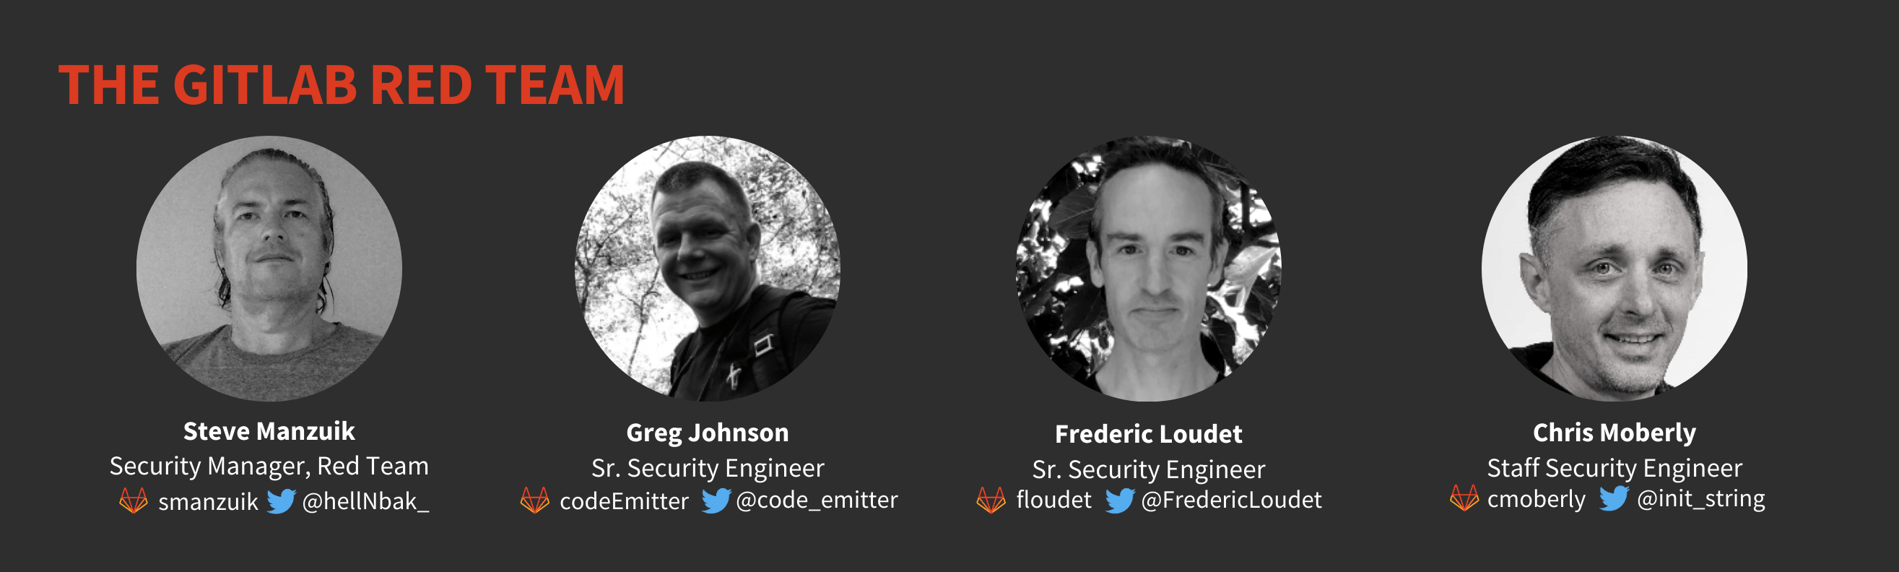 THE GITLAB RED TEAM
Steve Manzuik
Security Manager, Red Team
smanzuik @hellNbak_
Greg Johnson
Sr. Security Engineer
codeEmitter @code_emitter
Frederic Loudet
Sr. Security Engineer
floudet @FredericLoudet
Chris Moberly
Staff Security Engineer
cmoberly @init_string